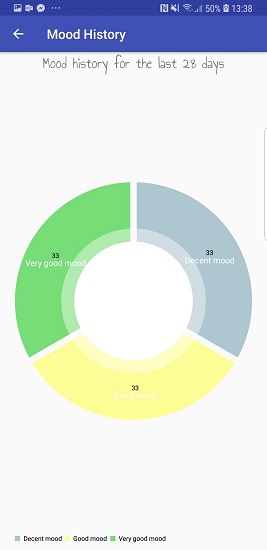 50% 13:38
Mood History
Mood history for the last 28 days
33
Decent mood
33
Very good mood
33
Good mood
Decent mood Good mood Very good mood